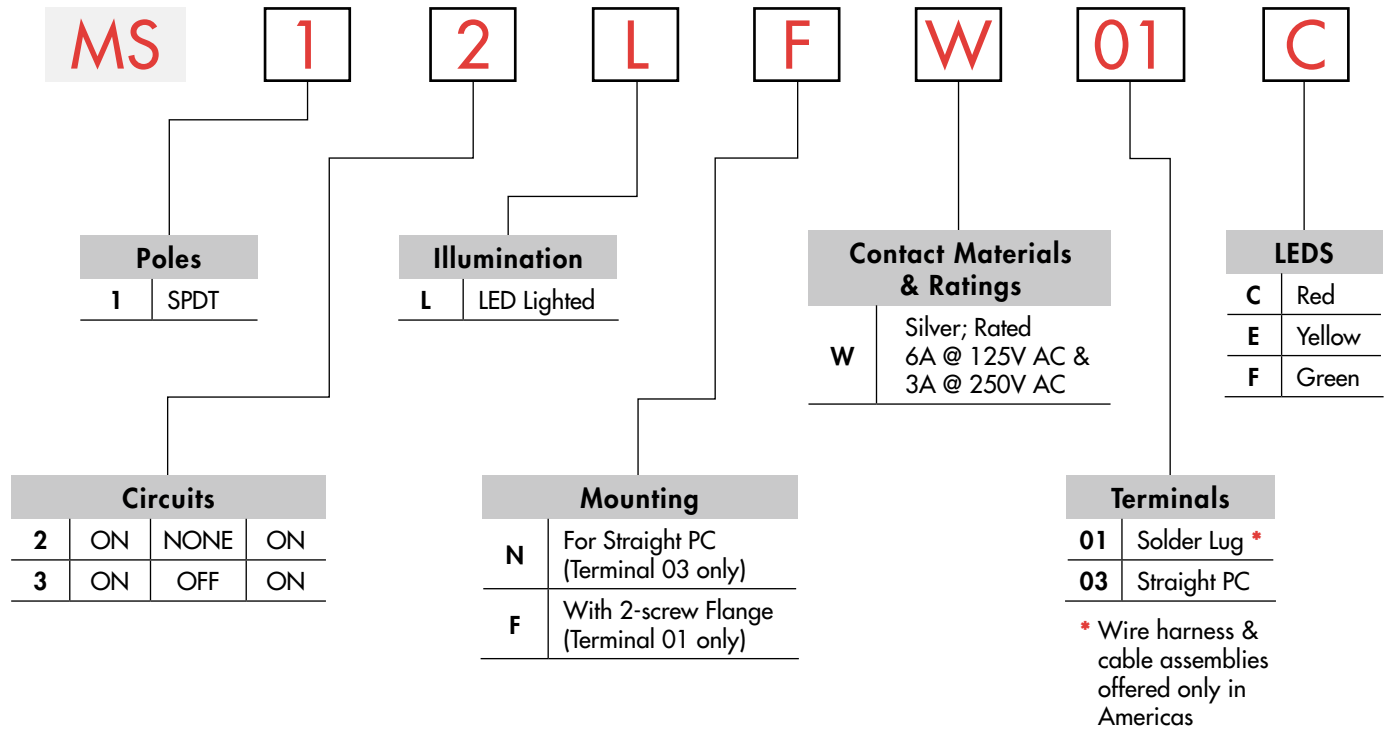 MS 1 2 L F W 01 C
Poles
1 SPDT
Illumination
L LED Lighted
Contact Materials
& Ratings
W Silver; Rated
6A @ 125V AC &
3A @ 250V AC
LEDS
C Red
E Yellow
F Green
Circuits
2 ON NONE ON
3 ON OFF ON
Mounting
N For Straight PC
(Terminal 03 only)
F With 2-screw Flange
(Terminal 01 only)
Terminals
01 Solder Lug *
03 Straight PC
* Wire harness &
cable assemblies
offered only in
Americas